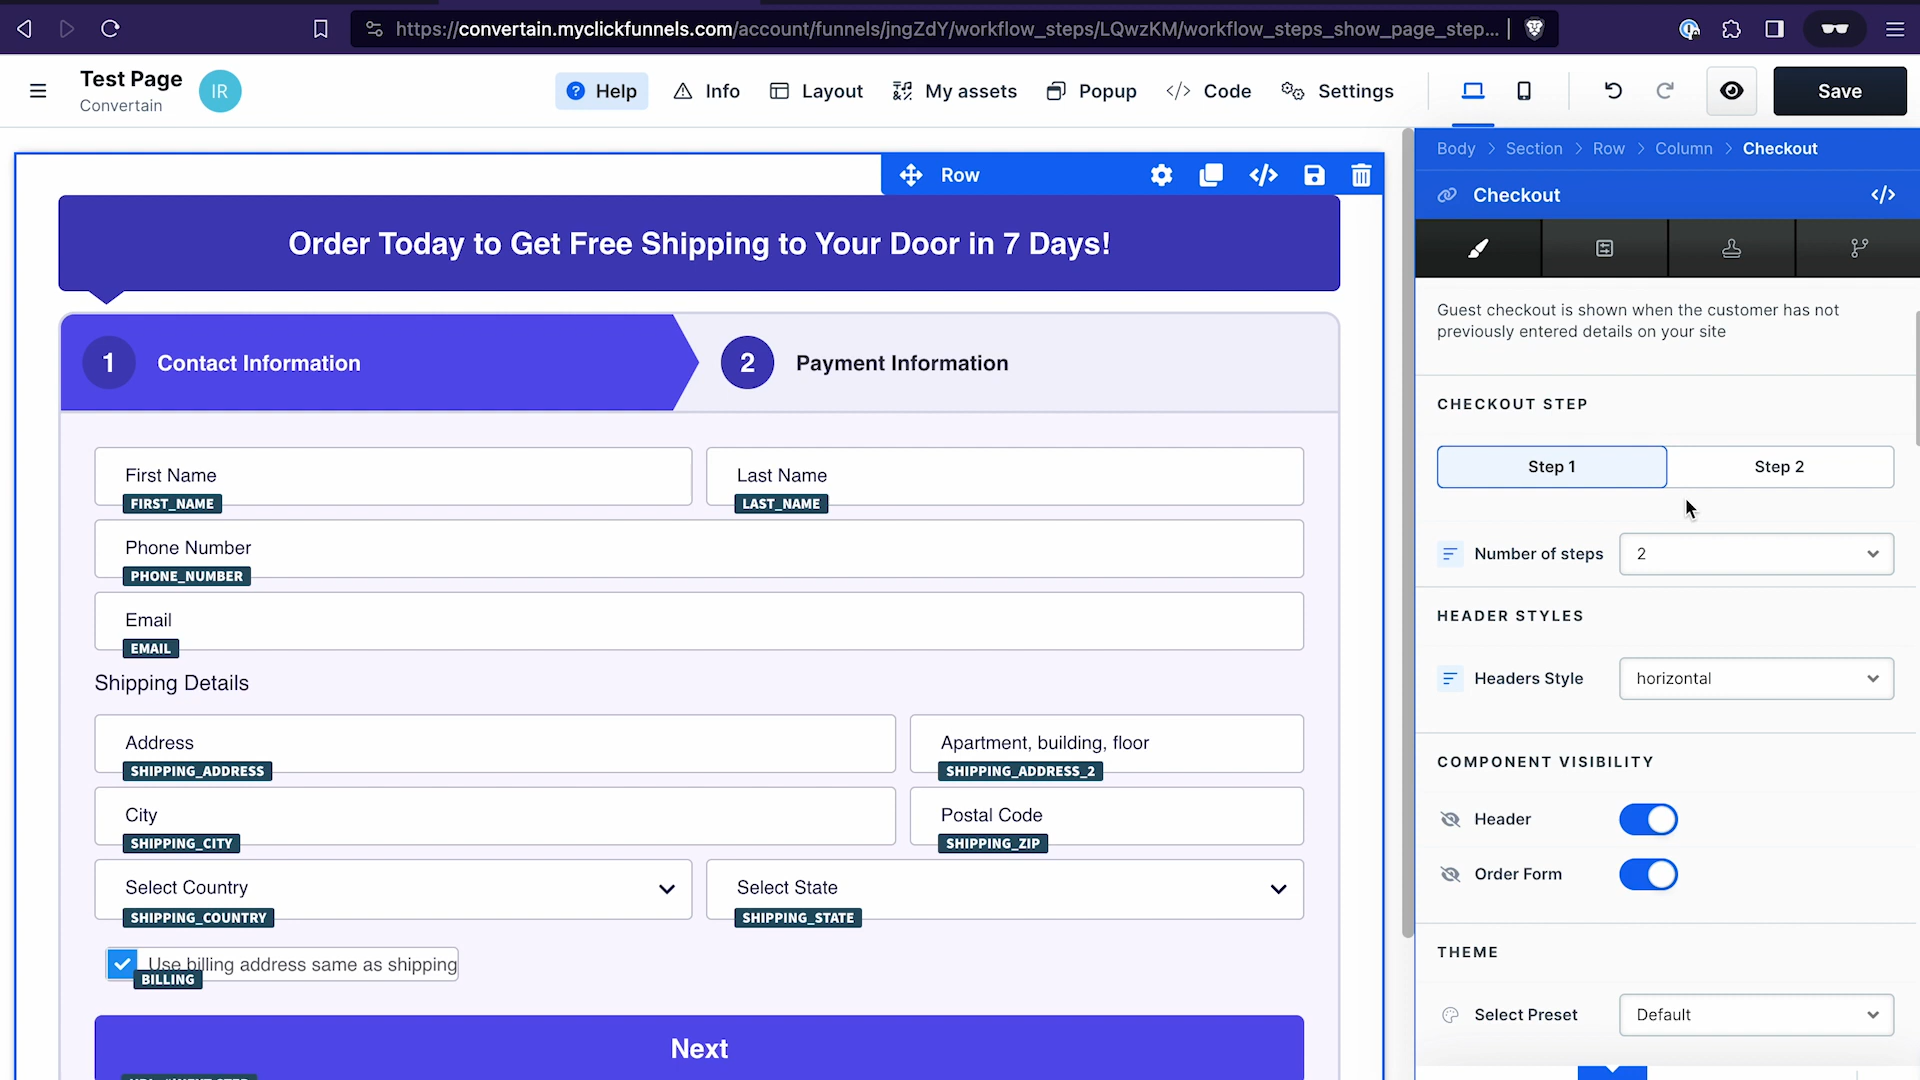 https://convertain.myclickfunnels.com/account/funnels/jngZdY/workflow_steps/LQwzKM/workflow_steps_show_page_step...
Test Page
Convertain
IR
Help
Info
Layout
My assets
Popup
</> Code
Settings
Save
Row
Order Today to Get Free Shipping to Your Door in 7 Days!
1 Contact Information
2 Payment Information
First Name
FIRST_NAME
Last Name
LAST_NAME
Phone Number
PHONE_NUMBER
Email
EMAIL
Shipping Details
Address
SHIPPING_ADDRESS
Apartment, building, floor
SHIPPING_ADDRESS_2
City
SHIPPING_CITY
Postal Code
SHIPPING_ZIP
Select Country
SHIPPING_COUNTRY
Select State
SHIPPING_STATE
Use billing address same as shipping
BILLING
Next
Body > Section > Row > Column > Checkout
Checkout
Guest checkout is shown when the customer has not
previously entered details on your site
CHECKOUT STEP
Step 1
Step 2
Number of steps
2
HEADER STYLES
Headers Style
horizontal
COMPONENT VISIBILITY
Header
Order Form
THEME
Select Preset
Default